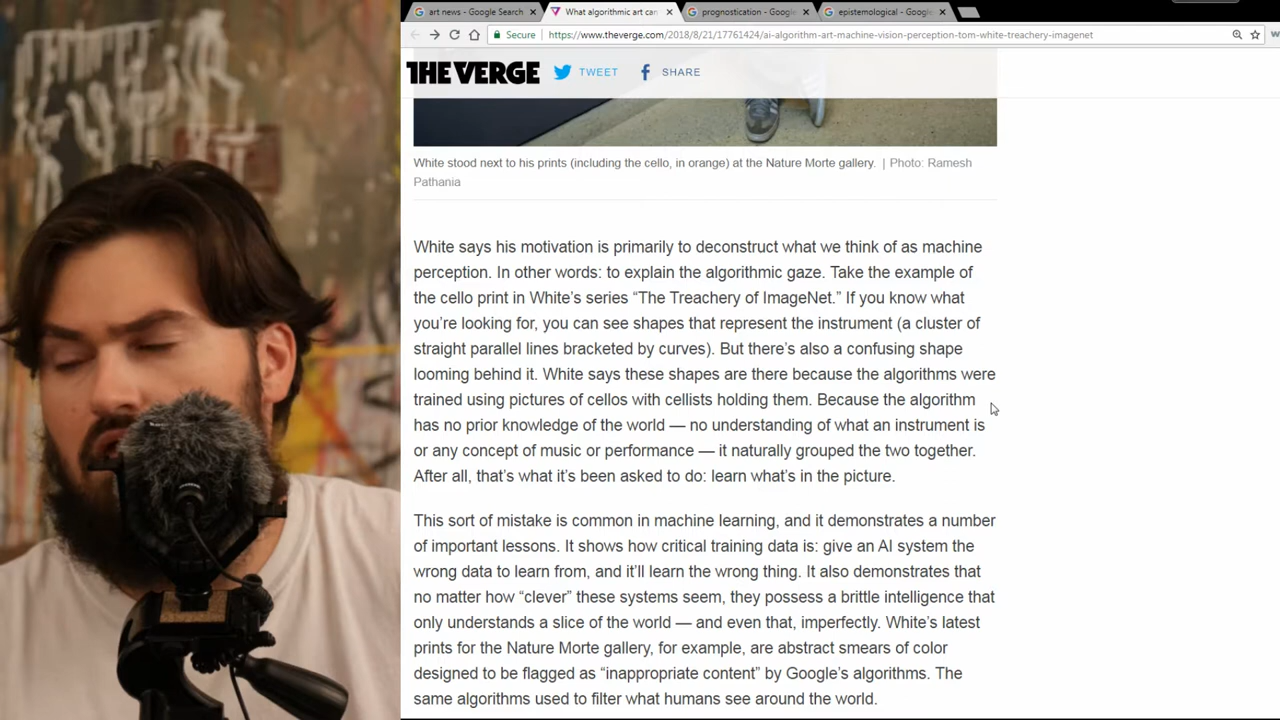 art news - Google Search
What algorithmic art can
prognostication - Google
epistemological - Google
Secure
https://www.theverge.com/2018/8/21/17761424/ai-algorithm-art-machine-vision-perception-tom-white-treachery-imagenet
THE VERGE TWEET SHARE
White stood next to his prints (including the cello, in orange) at the Nature Morte gallery. | Photo: Ramesh
Pathania
White says his motivation is primarily to deconstruct what we think of as machine
perception. In other words: to explain the algorithmic gaze. Take the example of
the cello print in White’s series “The Treachery of ImageNet.” If you know what
you’re looking for, you can see shapes that represent the instrument (a cluster of
straight parallel lines bracketed by curves). But there’s also a confusing shape
looming behind it. White says these shapes are there because the algorithms were
trained using pictures of cellos with cellists holding them. Because the algorithm
has no prior knowledge of the world — no understanding of what an instrument is
or any concept of music or performance — it naturally grouped the two together.
After all, that’s what it’s been asked to do: learn what’s in the picture.
This sort of mistake is common in machine learning, and it demonstrates a number
of important lessons. It shows how critical training data is: give an AI system the
wrong data to learn from, and it’ll learn the wrong thing. It also demonstrates that
no matter how “clever” these systems seem, they possess a brittle intelligence that
only understands a slice of the world — and even that, imperfectly. White’s latest
prints for the Nature Morte gallery, for example, are abstract smears of color
designed to be flagged as “inappropriate content” by Google’s algorithms. The
same algorithms used to filter what humans see around the world.